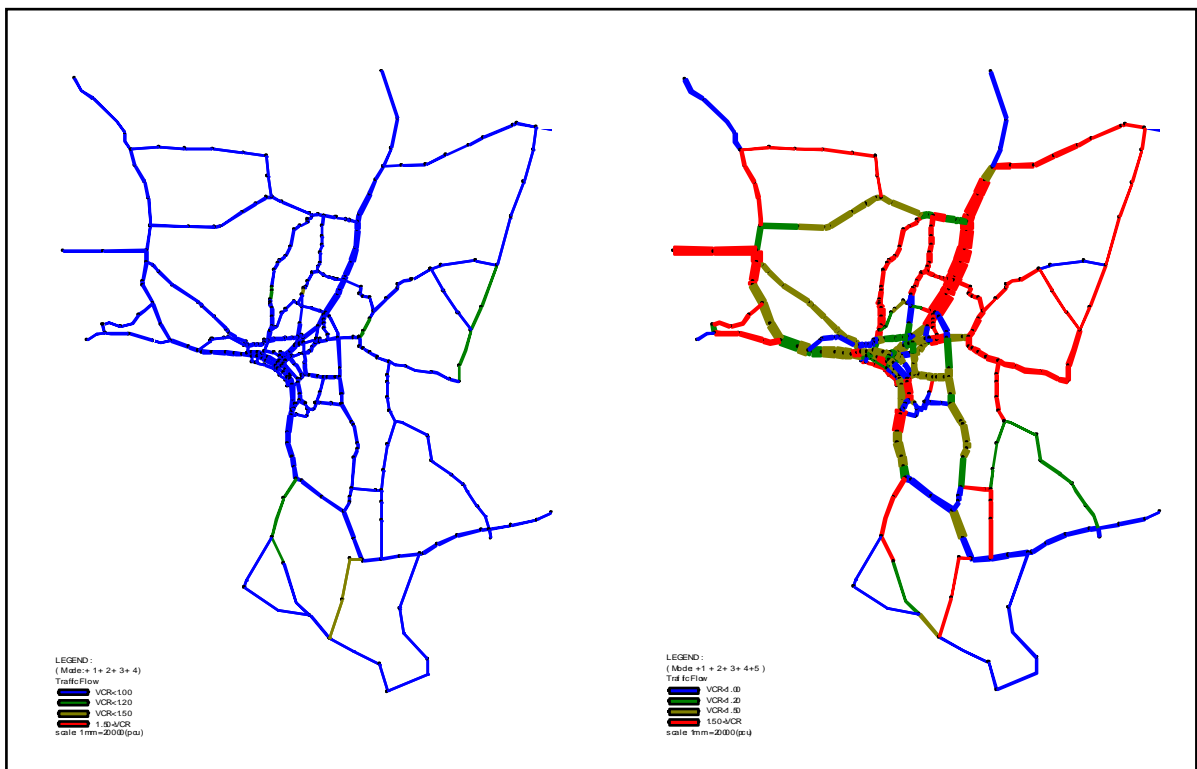 LEGEND :
( Mode: + 1 + 2 + 3 + 4)
TrafficFlow
VCR<1.00
VCR<1.20
VCR<1.50
1.50<VCR
scale: 1mm=20000(pcu)
LEGEND :
( Mode: +1 + 2 + 3 + 4+5 )
TrafficFlow
VCR<1.00
VCR<1.20
VCR<1.50
1.50<VCR
scale: 1mm=20000(pcu)